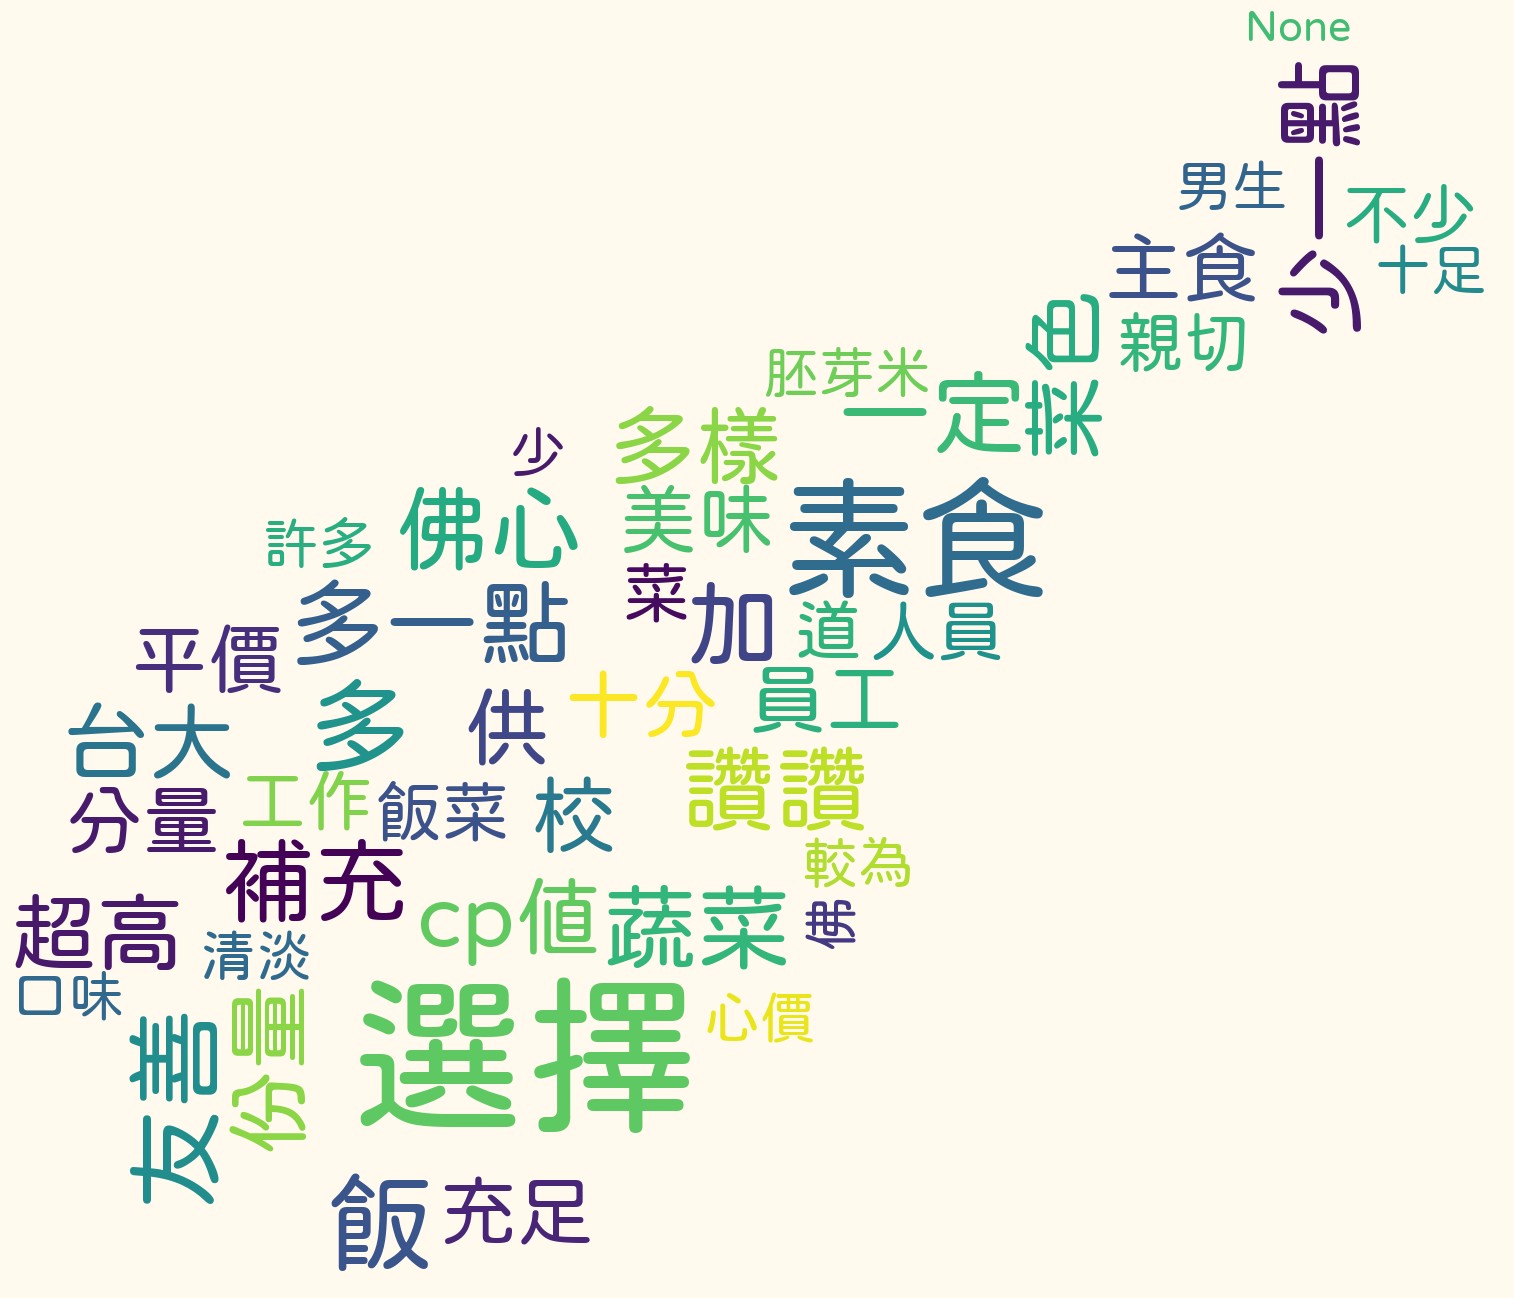 None
少一點
男生
不少
主食
十足
色
親切
胚芽米
一定
菜
多樣
少
佛心
美味
素食
許多
菜
多一點
加
道
人員
平價
多
供
十分
員工
台大
讚讚
工作
飯菜
校
分量
補充
較為
cp值
蔬菜
佛
超高
清淡
口味
選擇
心價
份量
友善
飯
充足